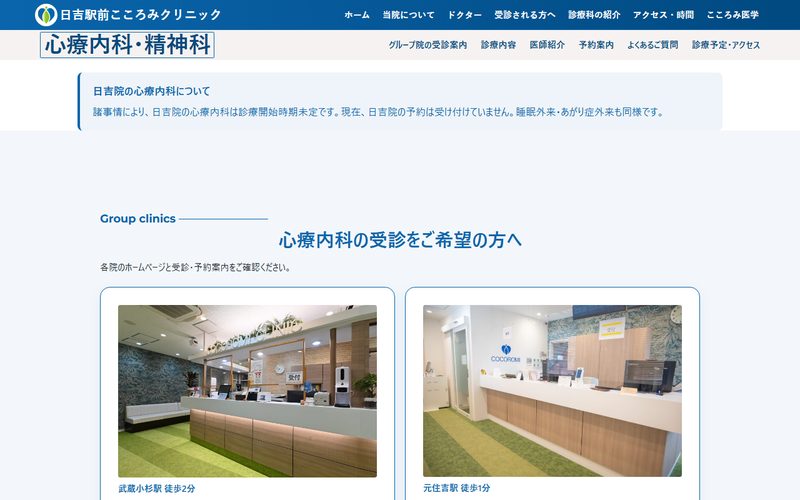 日吉駅前こころみクリニック
ホーム 当院について ドクター 受診される方へ 診療科の紹介 アクセス・時間 こころみ医学
心療内科・精神科
グループ院の受診案内 診療内容 医師紹介 予約案内 よくあるご質問 診療予定・アクセス
日吉院の心療内科について
諸事情により、日吉院の心療内科は診療開始時期未定です。現在、日吉院の予約は受け付けていません。睡眠外来・あがり症外来も同様です。
Group clinics
心療内科の受診をご希望の方へ
各院のホームページと受診・予約案内をご確認ください。
COCOROMI CLINIC
受付
COCOROMI
武蔵小杉駅 徒歩2分
元住吉駅 徒歩1分